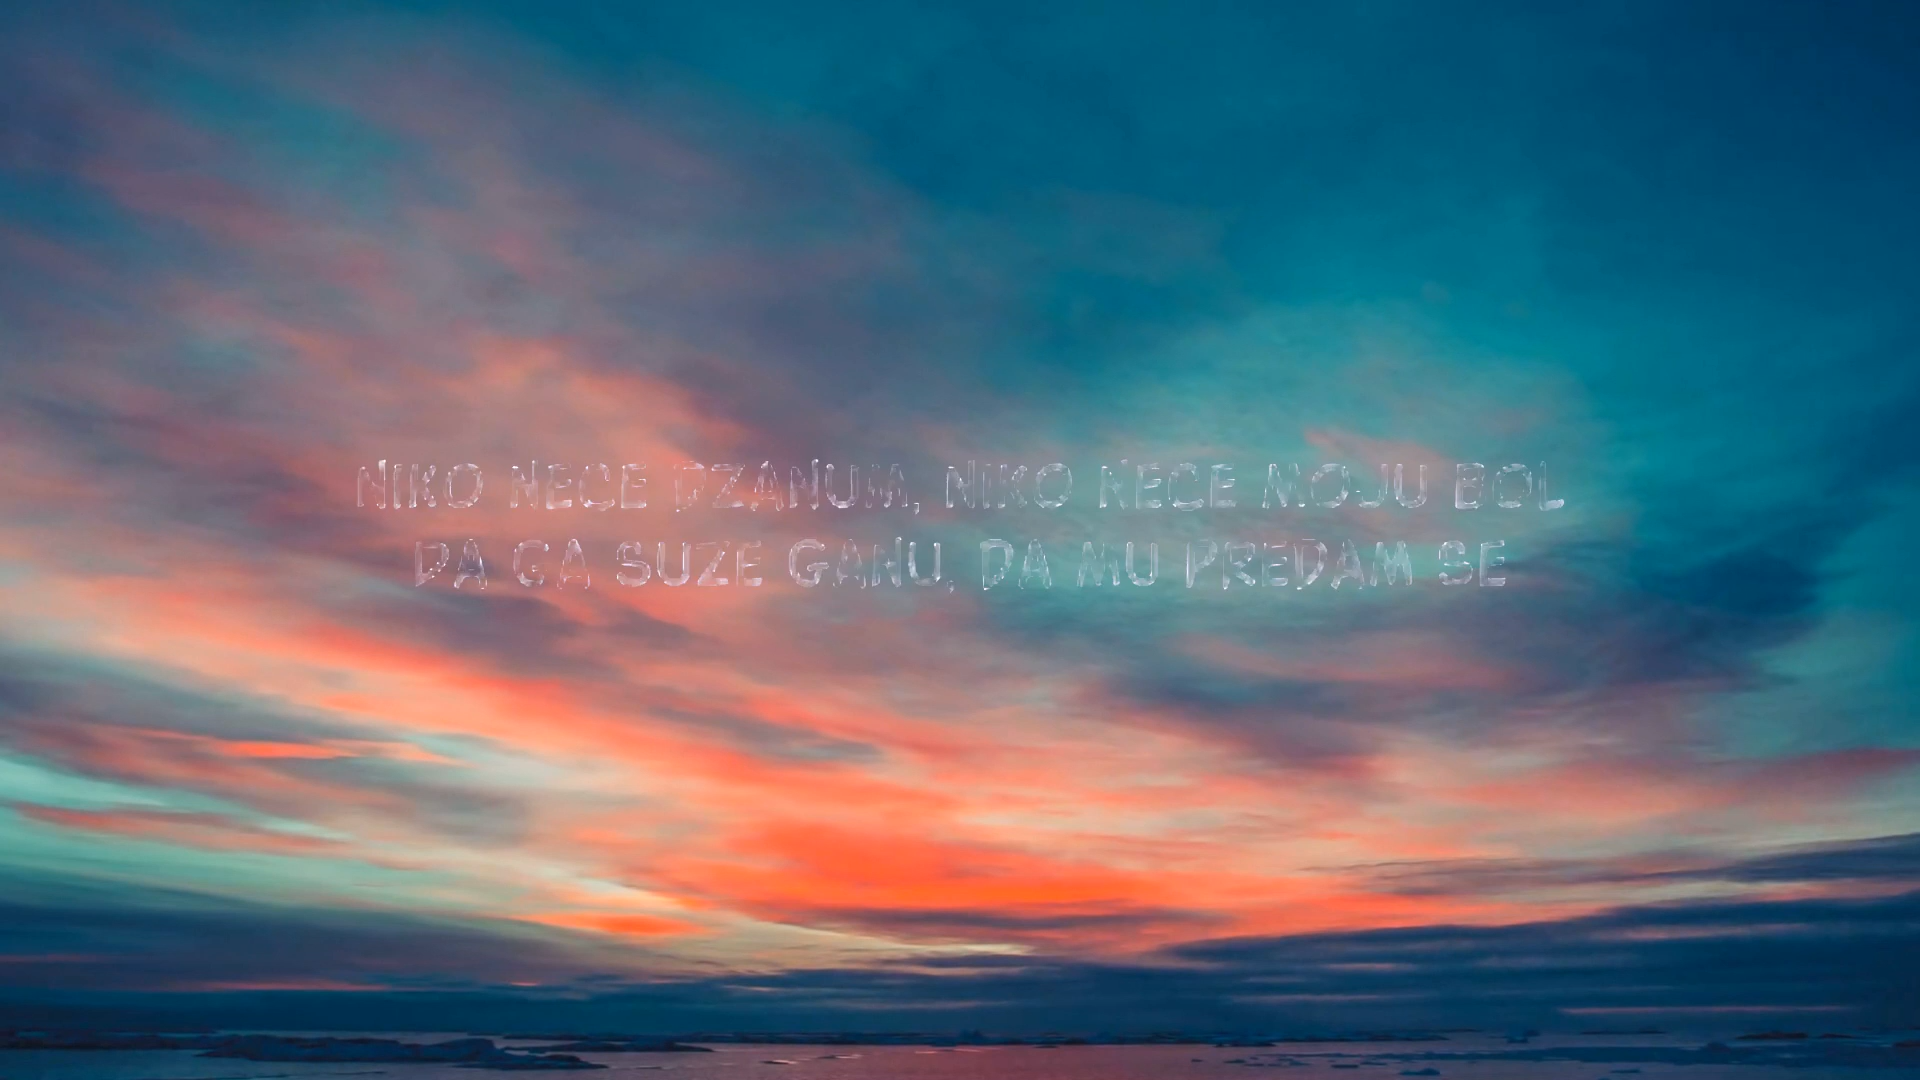 NIKO NECE DZANUM, NIKO NECE MOJU BOL
DA GA SUZE GANU, DA MU PREDAM SE